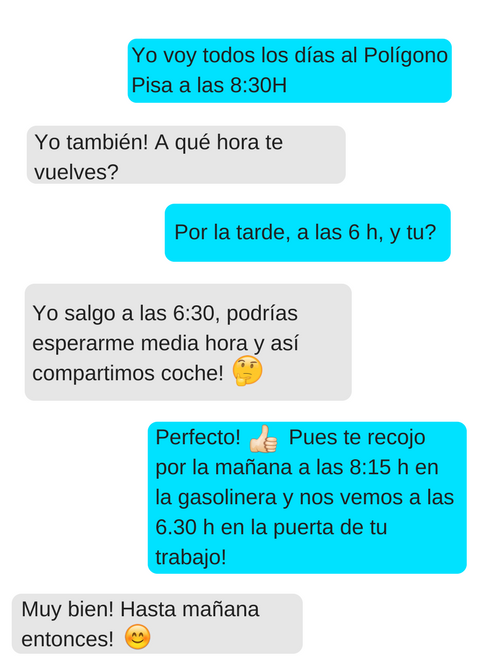 Yo voy todos los días al Polígono
Pisa a las 8:30H
Yo también! A qué hora te
vuelves?
Por la tarde, a las 6 h, y tu?
Yo salgo a las 6:30, podrías
esperarme media hora y así
compartimos coche! 🤔
Perfecto! 👍🏻 Pues te recojo
por la mañana a las 8:15 h en
la gasolinera y nos vemos a las
6.30 h en la puerta de tu
trabajo!
Muy bien! Hasta mañana
entonces! 😊